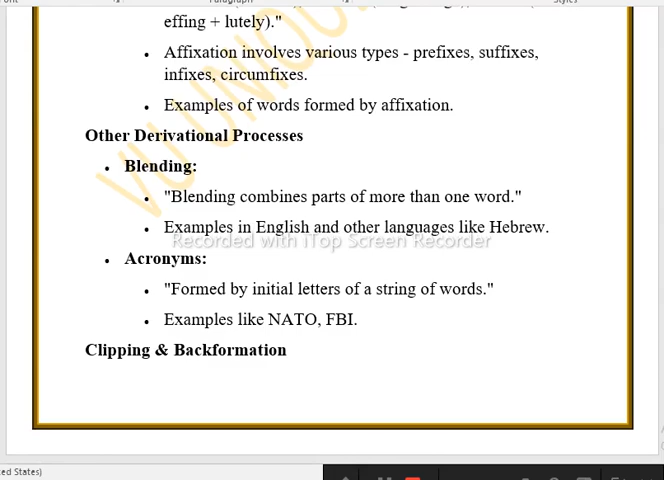 effing + lutely)."
• Affixation involves various types - prefixes, suffixes,
infixes, circumfixes.
• Examples of words formed by affixation.
Other Derivational Processes
• Blending:
• "Blending combines parts of more than one word."
• Examples in English and other languages like Hebrew.
Recorded with iTop Screen Recorder
• Acronyms:
• "Formed by initial letters of a string of words."
• Examples like NATO, FBI.
Clipping & Backformation